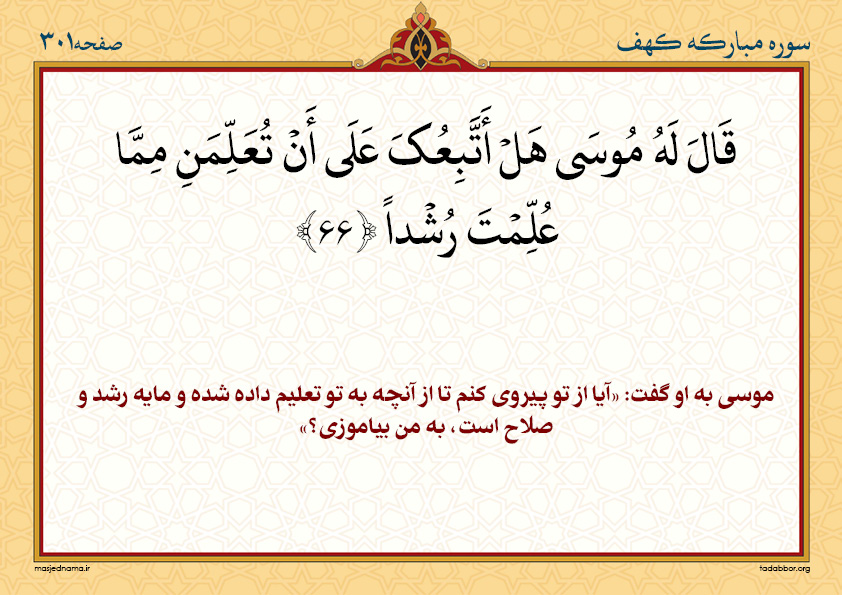 سوره مبارکه کهف
صفحه۳۰۱
قَالَ لَهُ مُوسَى هَلْ أَتَّبِعُکَ عَلَى أَنْ تُعَلِّمَنِ مِمَّا
عُلِّمْتَ رُشْداً ﴿۶۶﴾
موسی به او گفت: «آیا از تو پیروی کنم تا از آنچه به تو تعلیم داده شده و مایه رشد و
صلاح است، به من بیاموزی؟»
masjednama.ir
tadabbor.org